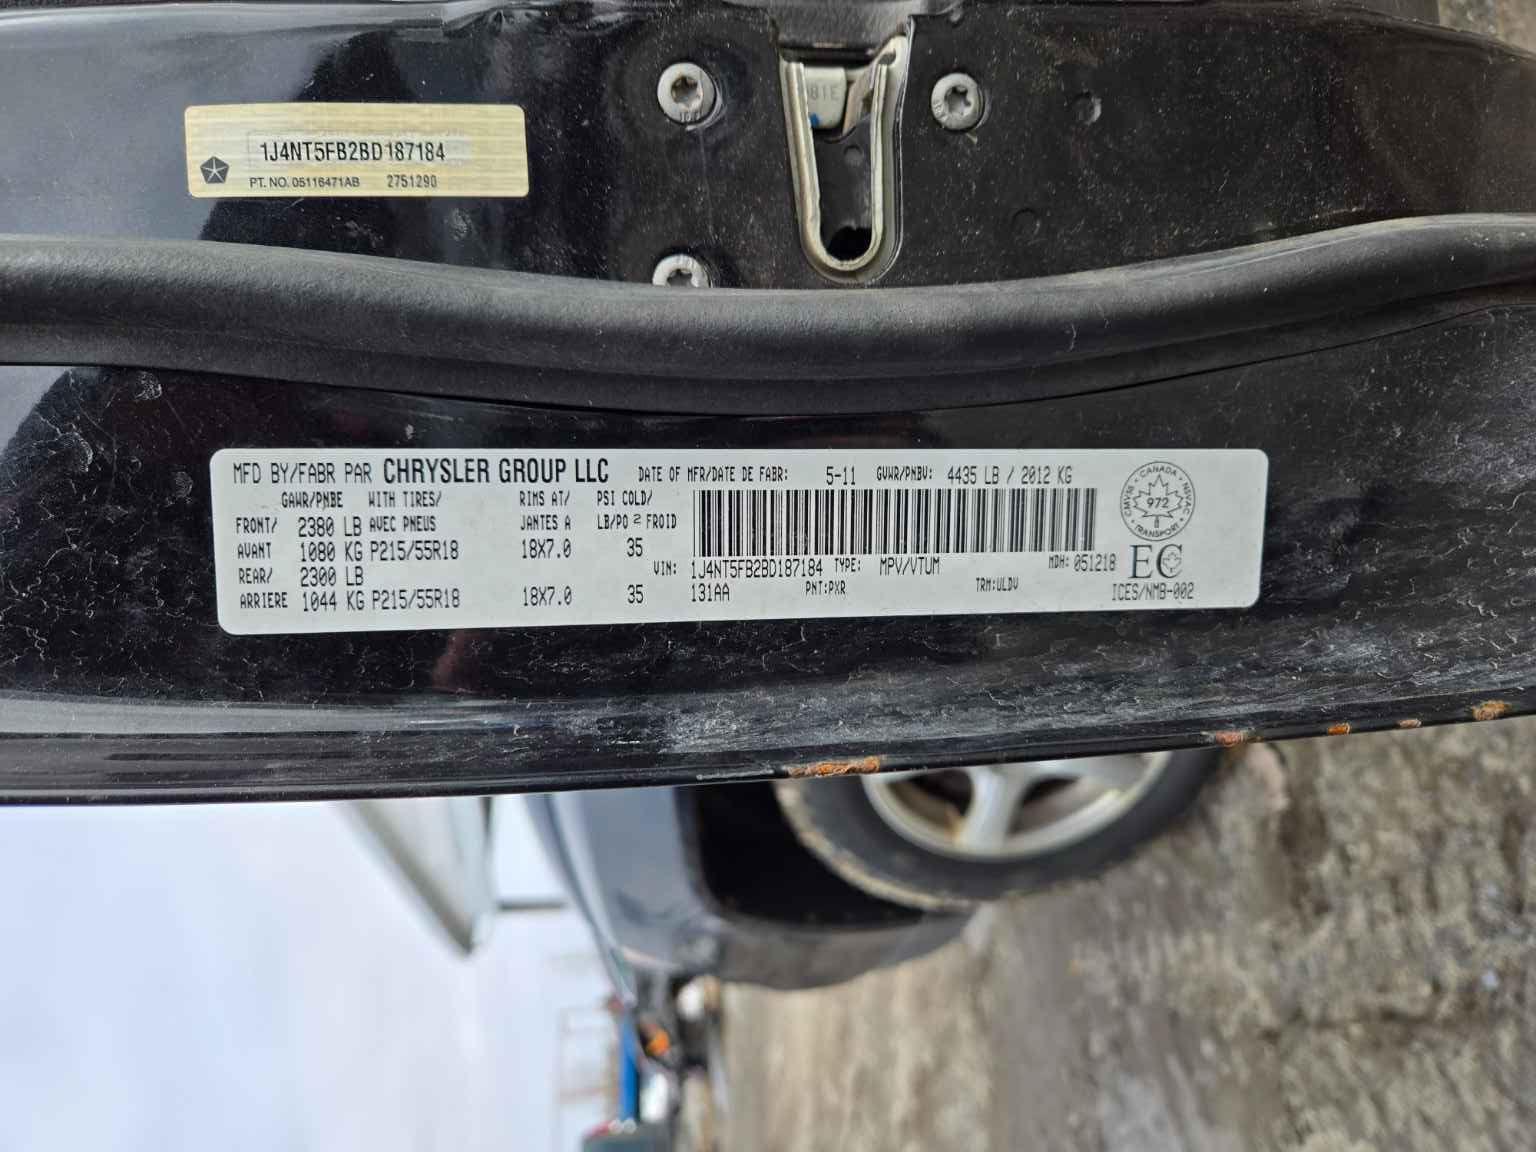 81E
1J4NT5FB2BD187184
PT. NO. 05116471AB 2751290
MFD BY/FABR PAR CHRYSLER GROUP LLC DATE OF MFR/DATE DE FABR: 5-11 GVWR/PNBV: 4435 LB / 2012 KG
GAWR/PNBE WITH TIRES/ RIMS AT/ PSI COLD/
FRONT/ 2380 LB AVEC PNEUS JANTES A LB/PO 2 FROID
AVANT 1080 KG P215/55R18 18X7.0 35
REAR/ 2300 LB
ARRIERE 1044 KG P215/55R18 18X7.0 35
VIN: 1J4NT5FB2BD187184 TYPE: MPV/VTUM MDH: 051218
131AA PNT:PXR TRM:ULDV
CANADA
CMVSS NSVAC
972
TRANSPORT
EC
ICES/NMB-002